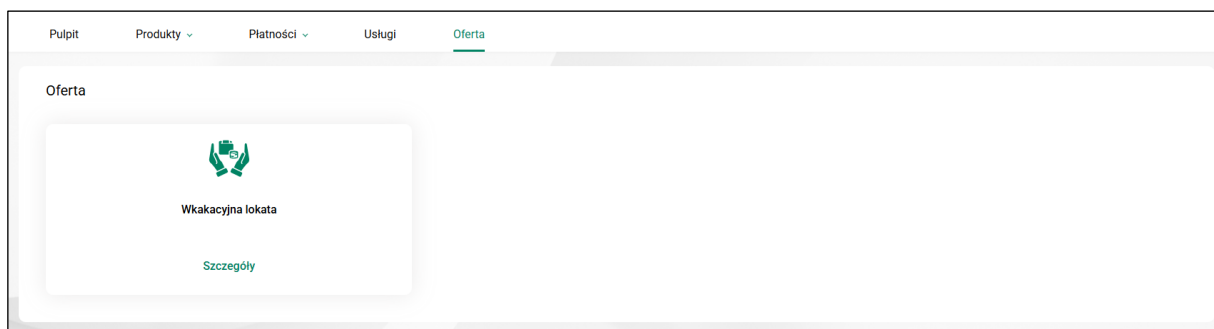 Pulpit Produkty Płatności Usługi Oferta
Oferta
Wkakacyjna lokata
Szczegóły